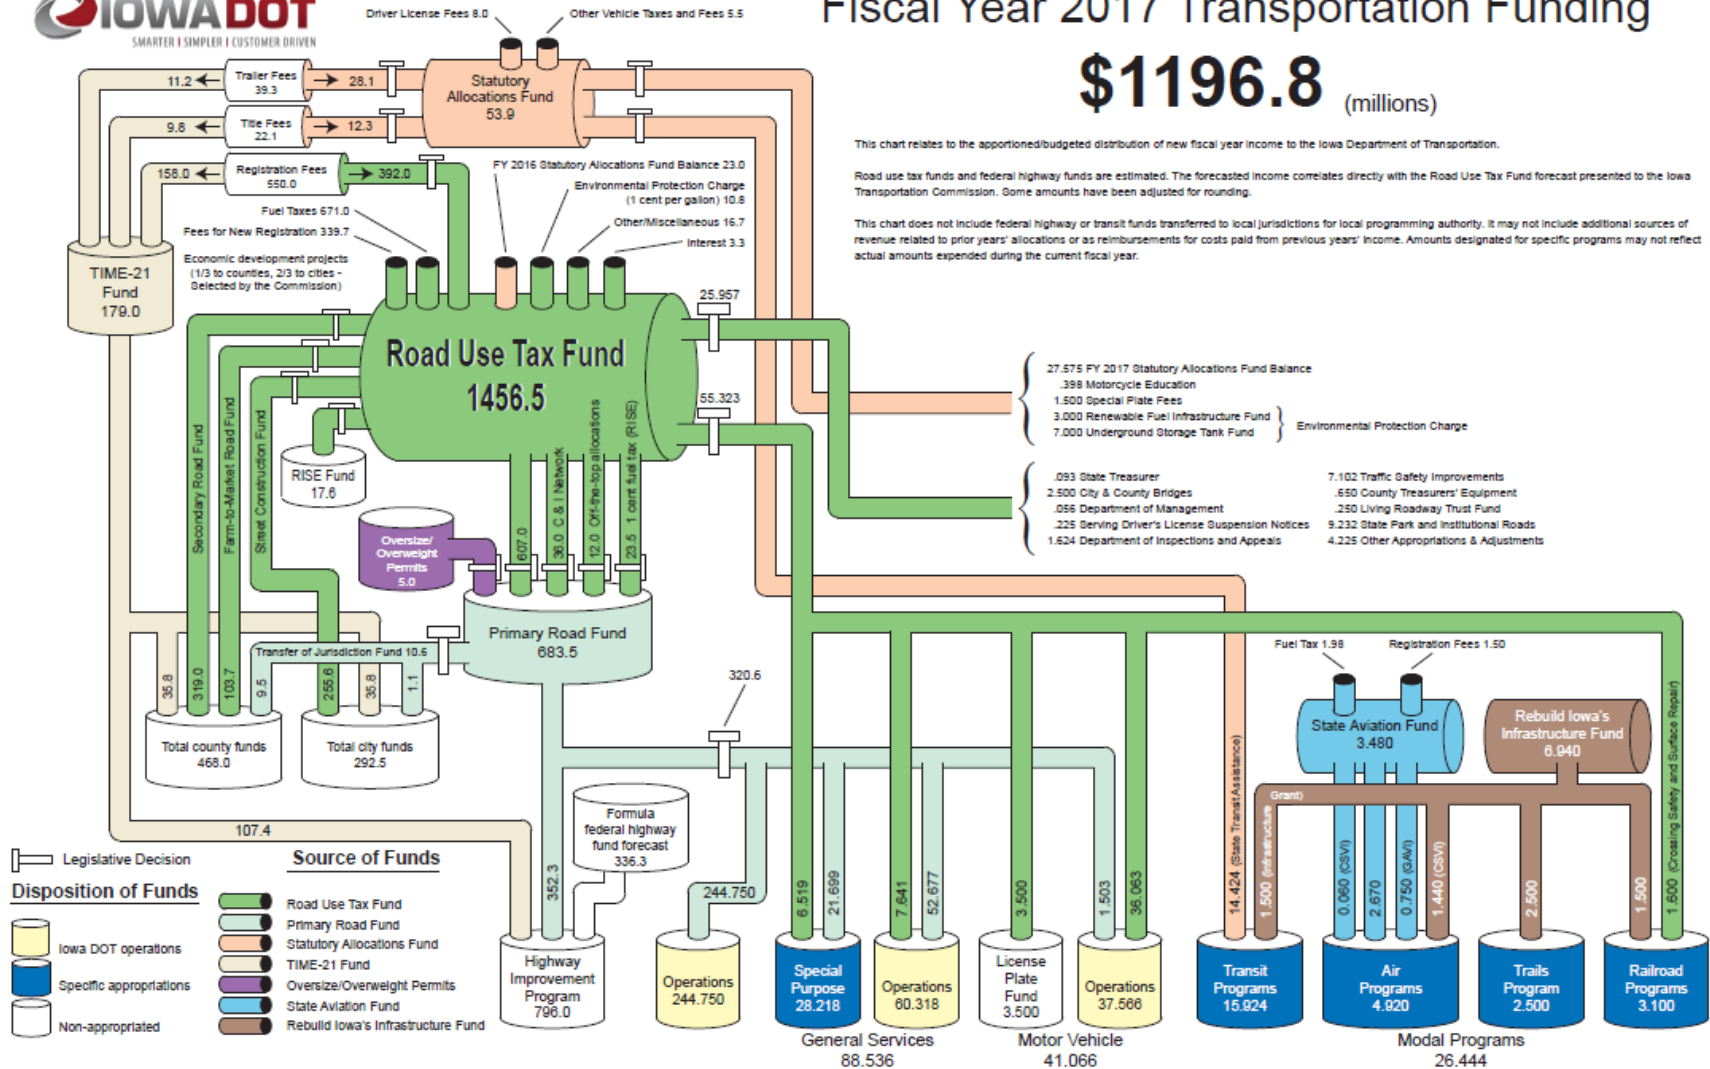 IOWADOT
SMARTER I SIMPLER I CUSTOMER DRIVEN
Fiscal Year 2017 Transportation Funding
$1196.8 (millions)
This chart relates to the apportioned/budgeted distribution of new fiscal year income to the Iowa Department of Transportation.
Road use tax funds and federal highway funds are estimated. The forecasted income correlates directly with the Road Use Tax Fund forecast presented to the Iowa
Transportation Commission. Some amounts have been adjusted for rounding.
This chart does not include federal highway or transit funds transferred to local jurisdictions for local programming authority. It may not include additional sources of
revenue related to prior years' allocations or as reimbursements for costs paid from previous years' income. Amounts designated for specific programs may not reflect
actual amounts expended during the current fiscal year.
Driver License Fees 8.0
Other Vehicle Taxes and Fees 5.5
11.2
Trailer Fees
39.3
28.1
Statutory
Allocations Fund
53.9
9.8
Title Fees
22.1
12.3
158.0
Registration Fees
550.0
392.0
FY 2016 Statutory Allocations Fund Balance 23.0
Environmental Protection Charge
(1 cent per gallon) 10.8
Other/Miscellaneous 16.7
Interest 3.3
Fuel Taxes 671.0
Fees for New Registration 339.7
Economic development projects
(1/3 to counties, 2/3 to cities -
Selected by the Commission)
TIME-21
Fund
179.0
Road Use Tax Fund
1456.5
25.957
55.323
27.575 FY 2017 Statutory Allocations Fund Balance
.398 Motorcycle Education
1.500 Special Plate Fees
3.000 Renewable Fuel Infrastructure Fund
7.000 Underground Storage Tank Fund
Environmental Protection Charge
.093 State Treasurer
2.500 City & County Bridges
.056 Department of Management
.225 Serving Driver's License Suspension Notices
1.624 Department of Inspections and Appeals
7.102 Traffic Safety Improvements
.650 County Treasurers' Equipment
.250 Living Roadway Trust Fund
9.232 State Park and Institutional Roads
4.225 Other Appropriations & Adjustments
Secondary Road Fund
Farm-to-Market Road Fund
Street Construction Fund
RISE Fund
17.6
Oversize/
Overweight
Permits
5.0
607.0
36.0 C & I Network
12.0 Off-the-top allocations
23.5 1 cent fuel tax (RISE)
Primary Road Fund
683.5
Transfer of Jurisdiction Fund 10.6
35.8
319.0
103.7
9.5
255.6
35.8
1.1
Total county funds
468.0
Total city funds
292.5
320.6
107.4
352.3
Formula
federal highway
fund forecast
336.3
Fuel Tax 1.98
Registration Fees 1.50
State Aviation Fund
3.480
Rebuild Iowa's
Infrastructure Fund
6.940
244.750
6.519
21.699
7.641
52.677
3.500
1.503
36.063
14.424 (State Transit Assistance)
1.500 (Infrastructure
Grant)
0.060 (CSVI)
2.670
0.750 (GAVI)
1.440 (CSVI)
2.500
1.500
1.600 (Crossing Safety and Surface Repair)
Highway
Improvement
Program
796.0
Operations
244.750
Special
Purpose
28.218
Operations
60.318
License
Plate
Fund
3.500
Operations
37.566
Transit
Programs
15.924
Air
Programs
4.920
Trails
Program
2.500
Railroad
Programs
3.100
General Services
88.536
Motor Vehicle
41.066
Modal Programs
26.444
Legislative Decision
Disposition of Funds
Iowa DOT operations
Specific appropriations
Non-appropriated
Source of Funds
Road Use Tax Fund
Primary Road Fund
Statutory Allocations Fund
TIME-21 Fund
Oversize/Overweight Permits
State Aviation Fund
Rebuild Iowa's Infrastructure Fund